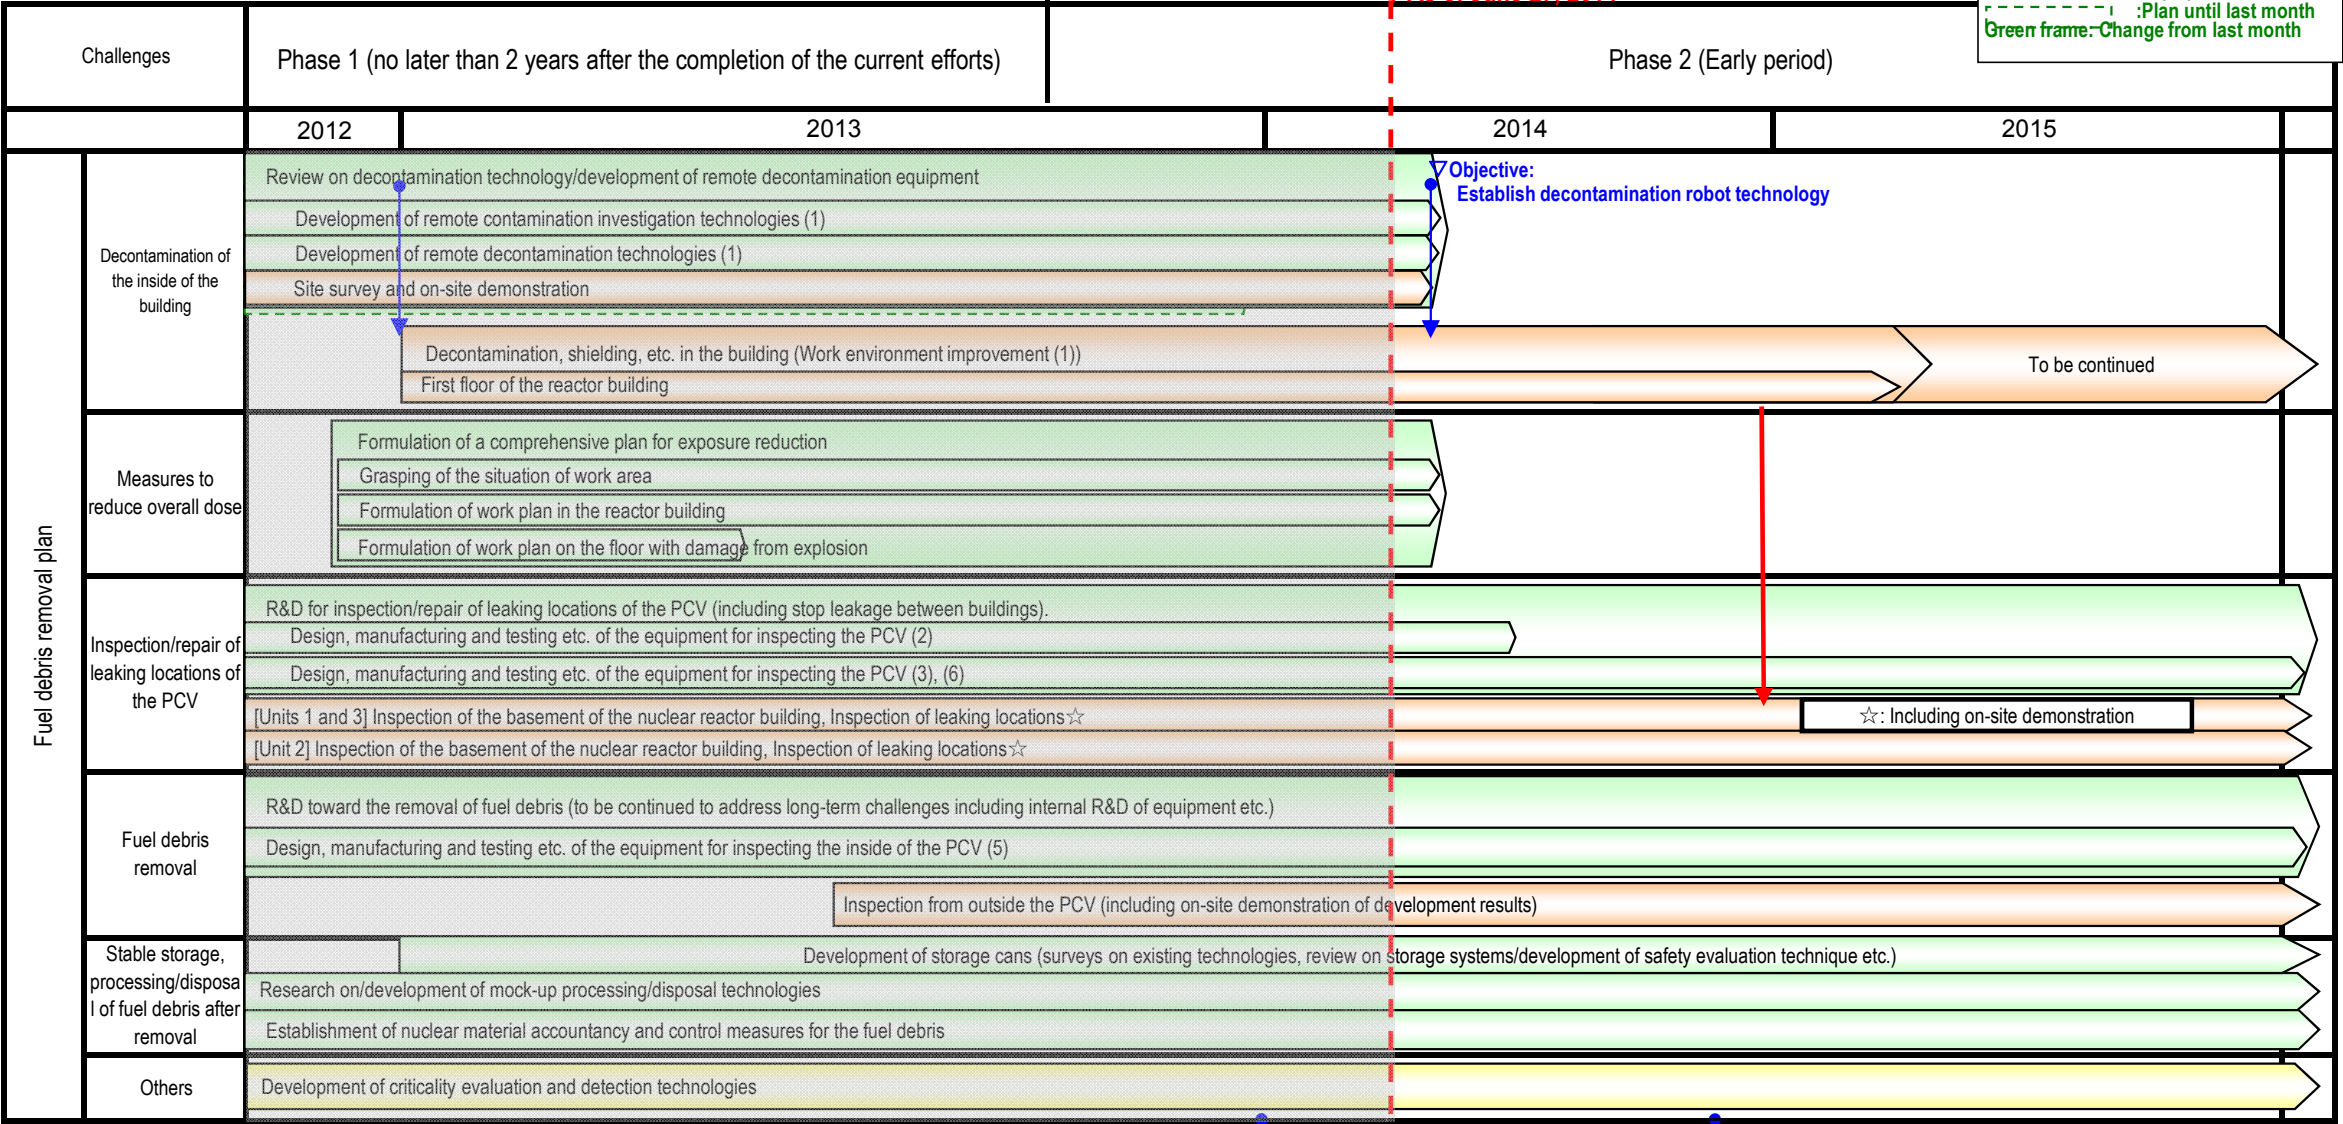 :Plan until last month
Green frame: Change from last month
Challenges
Phase 1 (no later than 2 years after the completion of the current efforts)
Phase 2 (Early period)
2012
2013
2014
2015
Fuel debris removal plan
Decontamination of
the inside of the
building
Review on decontamination technology/development of remote decontamination equipment
▽Objective:
Establish decontamination robot technology
Development of remote contamination investigation technologies (1)
Development of remote decontamination technologies (1)
Site survey and on-site demonstration
Decontamination, shielding, etc. in the building (Work environment improvement (1))
To be continued
First floor of the reactor building
Measures to
reduce overall dose
Formulation of a comprehensive plan for exposure reduction
Grasping of the situation of work area
Formulation of work plan in the reactor building
Formulation of work plan on the floor with damage from explosion
Inspection/repair of
leaking locations of
the PCV
R&D for inspection/repair of leaking locations of the PCV (including stop leakage between buildings).
Design, manufacturing and testing etc. of the equipment for inspecting the PCV (2)
Design, manufacturing and testing etc. of the equipment for inspecting the PCV (3), (6)
[Units 1 and 3] Inspection of the basement of the nuclear reactor building, Inspection of leaking locations☆
☆: Including on-site demonstration
[Unit 2] Inspection of the basement of the nuclear reactor building, Inspection of leaking locations☆
Fuel debris
removal
R&D toward the removal of fuel debris (to be continued to address long-term challenges including internal R&D of equipment etc.)
Design, manufacturing and testing etc. of the equipment for inspecting the inside of the PCV (5)
Inspection from outside the PCV (including on-site demonstration of development results)
Stable storage,
processing/disposa
l of fuel debris after
removal
Development of storage cans (surveys on existing technologies, review on storage systems/development of safety evaluation technique etc.)
Research on/development of mock-up processing/disposal technologies
Establishment of nuclear material accountancy and control measures for the fuel debris
Others
Development of criticality evaluation and detection technologies